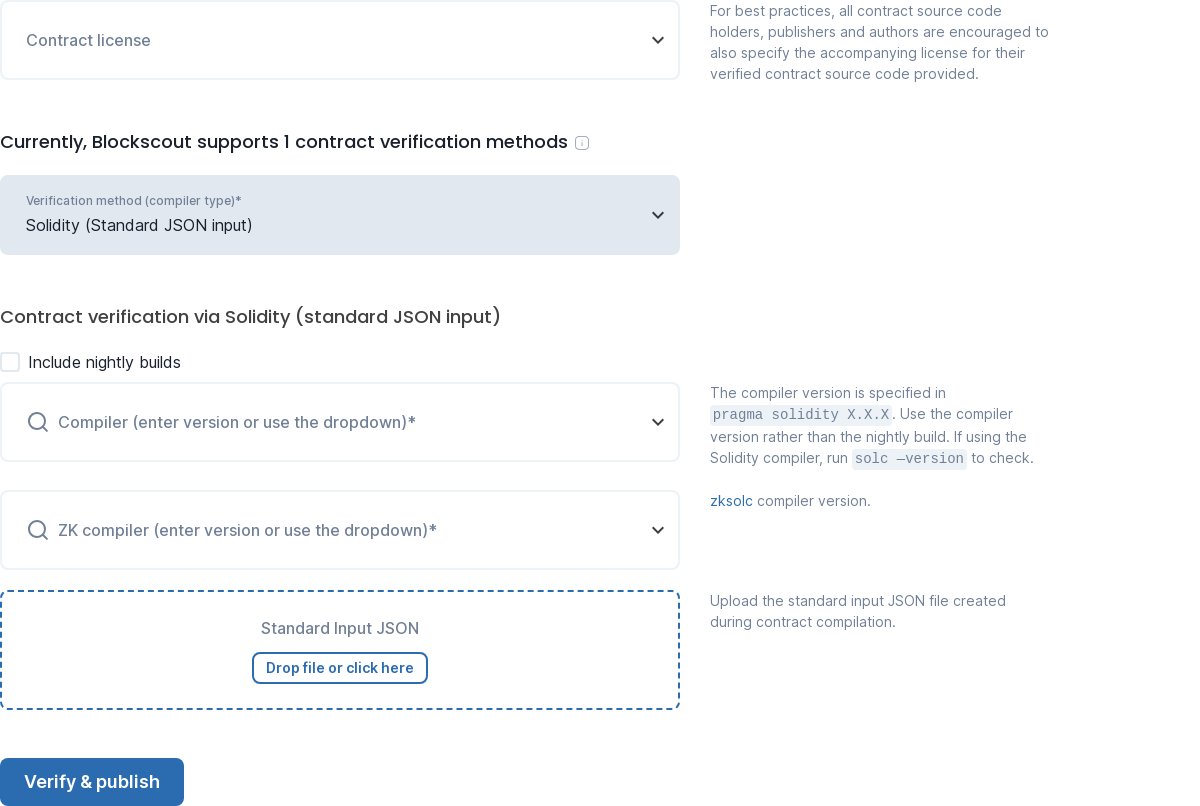 Contract license
For best practices, all contract source code
holders, publishers and authors are encouraged to
also specify the accompanying license for their
verified contract source code provided.
Currently, Blockscout supports 1 contract verification methods
Verification method (compiler type)*
Solidity (Standard JSON input)
Contract verification via Solidity (standard JSON input)
Include nightly builds
Compiler (enter version or use the dropdown)*
The compiler version is specified in
pragma solidity X.X.X. Use the compiler
version rather than the nightly build. If using the
Solidity compiler, run solc —version to check.
ZK compiler (enter version or use the dropdown)*
zksolc compiler version.
Standard Input JSON
Drop file or click here
Upload the standard input JSON file created
during contract compilation.
Verify & publish